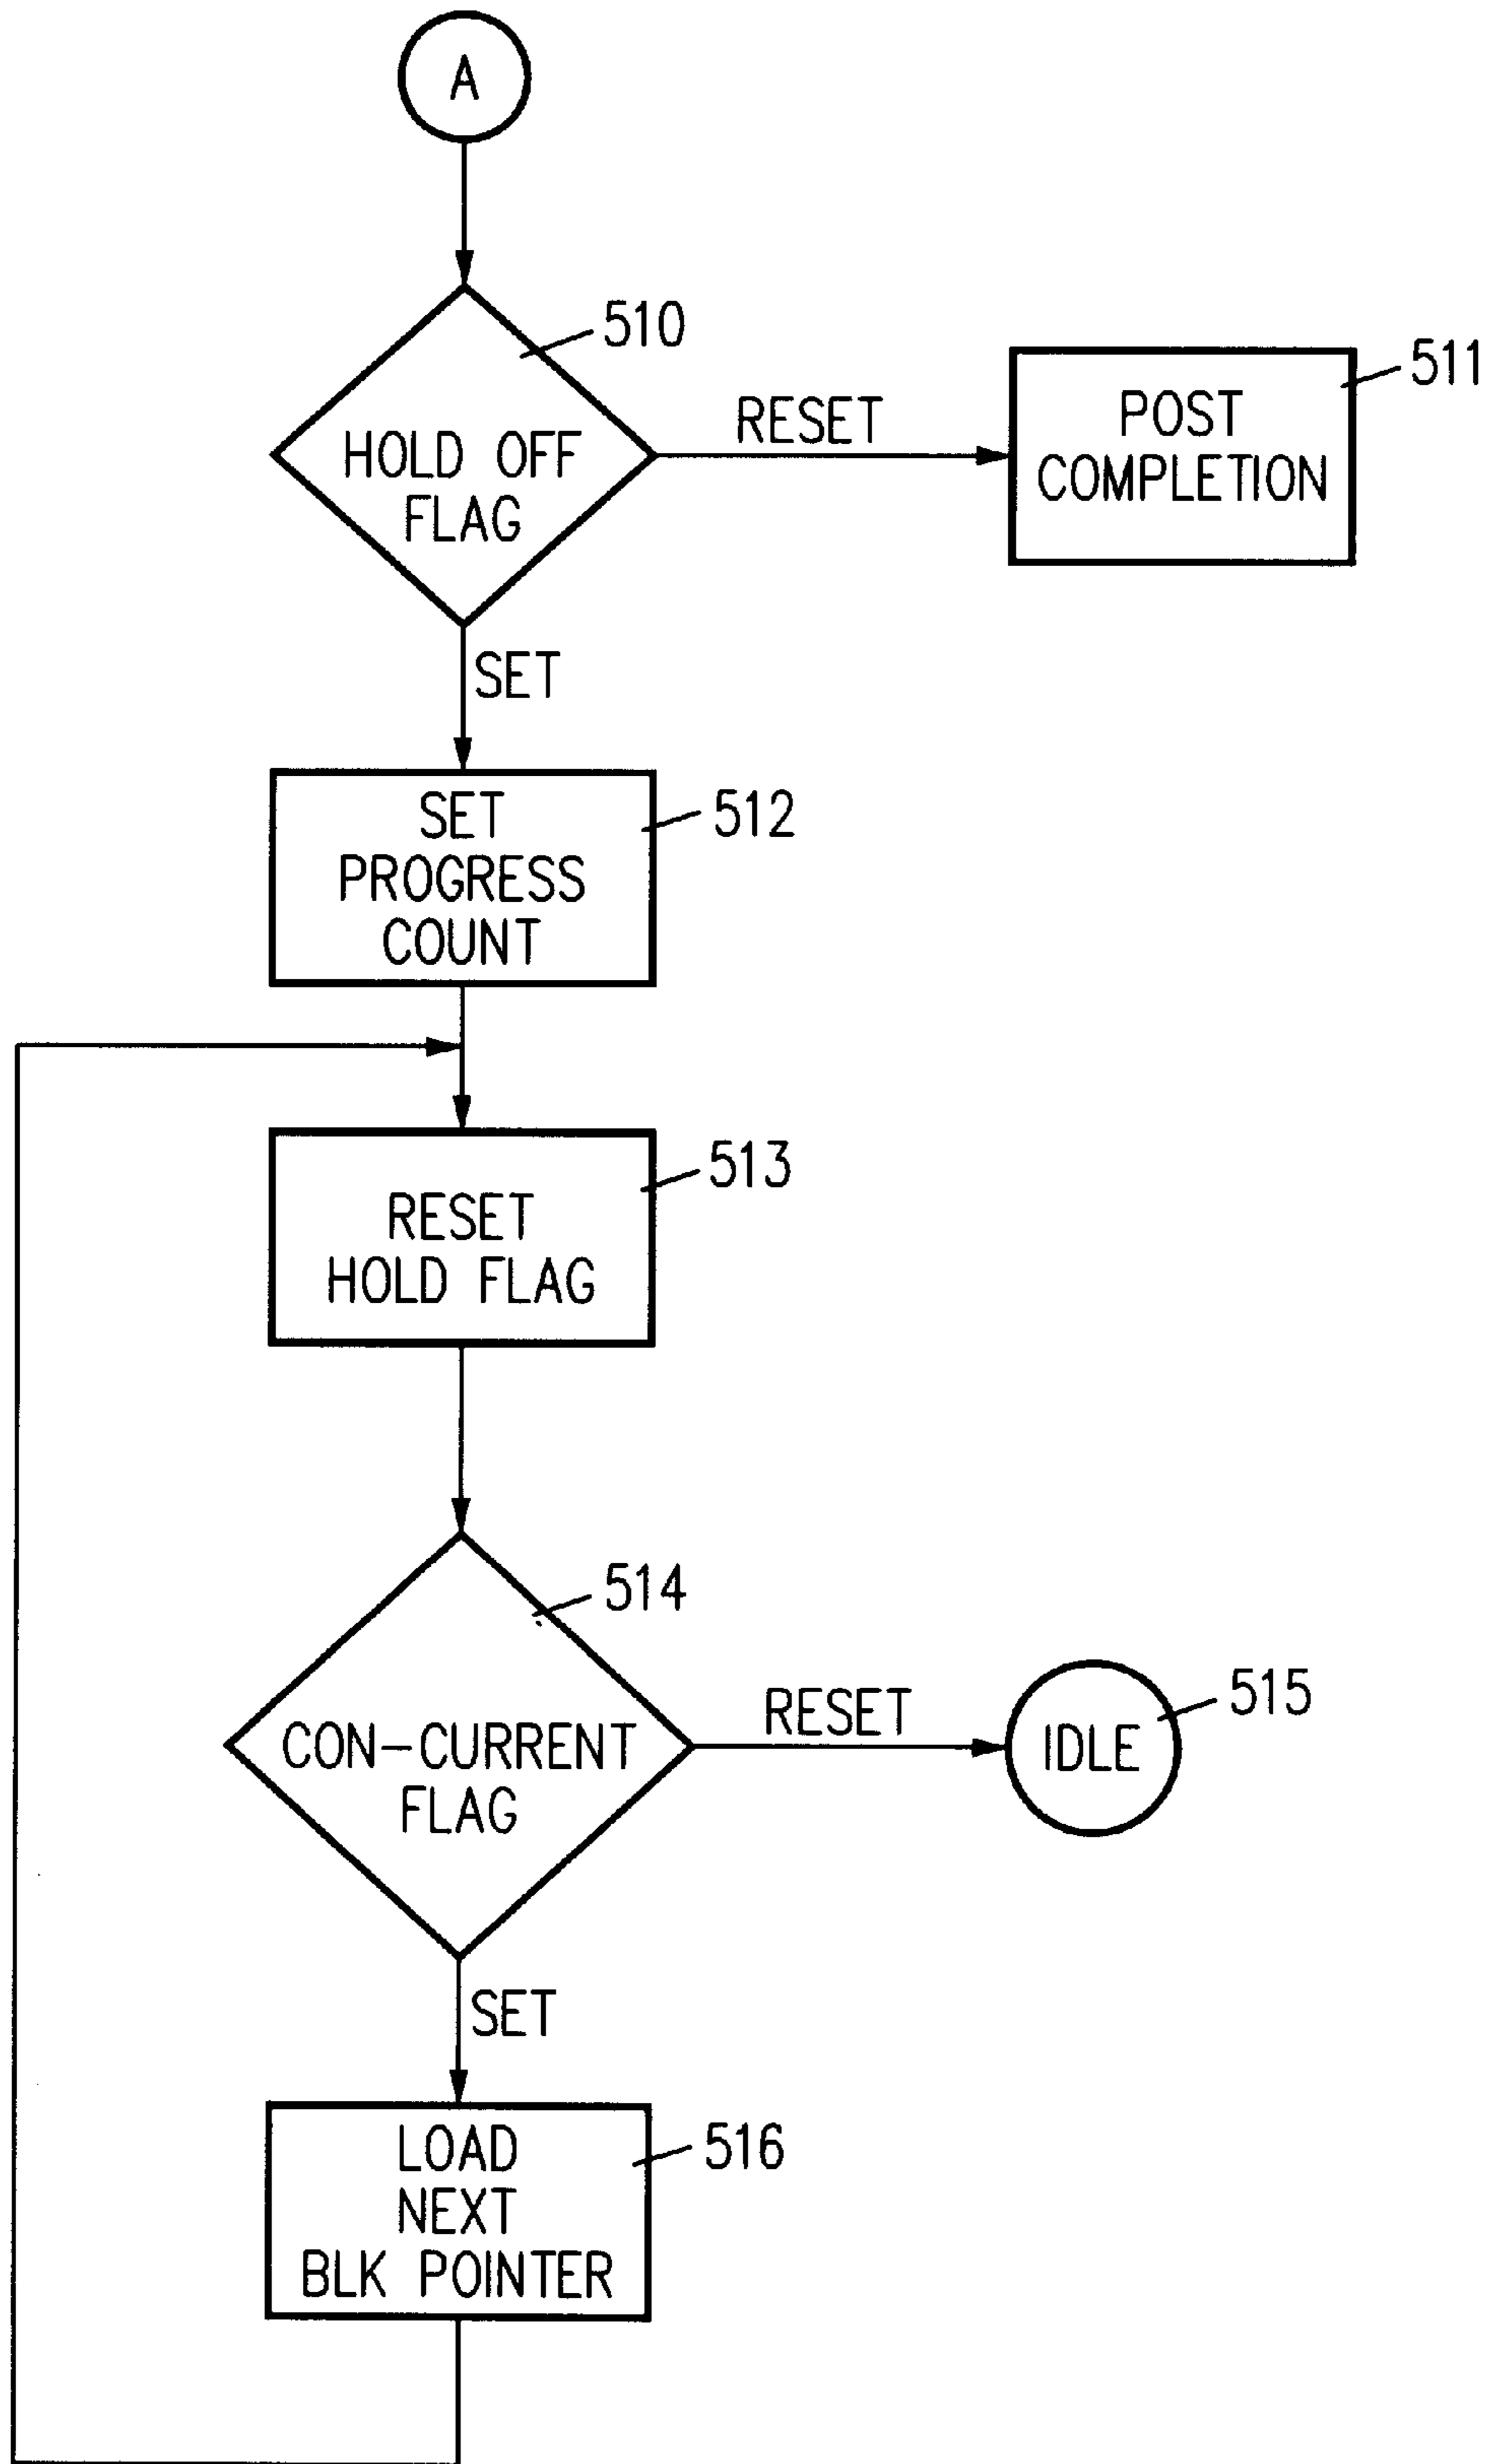 A
510
HOLD OFF
FLAG
RESET
511
POST
COMPLETION
SET
512
SET
PROGRESS
COUNT
513
RESET
HOLD FLAG
514
CON-CURRENT
FLAG
RESET
515
IDLE
SET
516
LOAD
NEXT
BLK POINTER